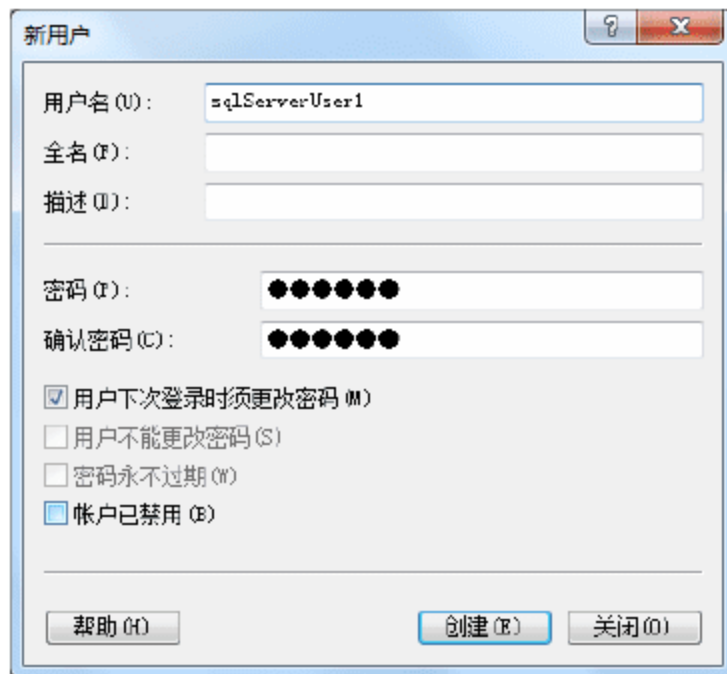 新用户
用户名(U): sqlServerUser1
全名(F):
描述(D):
密码(P): ●●●●●●
确认密码(C): ●●●●●●
用户下次登录时须更改密码(M)
用户不能更改密码(S)
密码永不过期(W)
帐户已禁用(B)
帮助(H) 创建(E) 关闭(O)